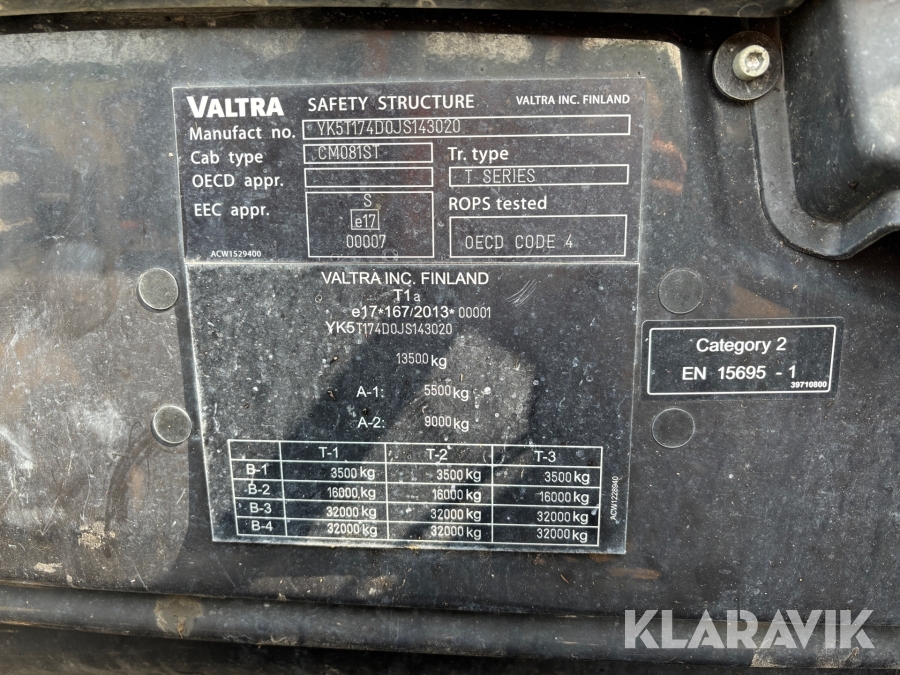 VALTRA SAFETY STRUCTURE VALTRA INC. FINLAND
Manufact no. YK5T174D0JS143020
Cab type CM081ST Tr. type
OECD appr. T SERIES
EEC appr. S ROPS tested
e17
00007 OECD CODE 4
ACW1529400
VALTRA INC. FINLAND
T1a
e17*167/2013*00001
YK5T174D0JS143020
13500 kg
A-1: 5500 kg
A-2: 9000 kg
T-1 T-2 T-3
B-1 3500 kg 3500 kg 3500 kg
B-2 16000 kg 16000 kg 16000 kg
B-3 32000 kg 32000 kg 32000 kg
B-4 32000 kg 32000 kg 32000 kg
ACW1228940
Category 2
EN 15695 - 1
39710800
KLARAVIK